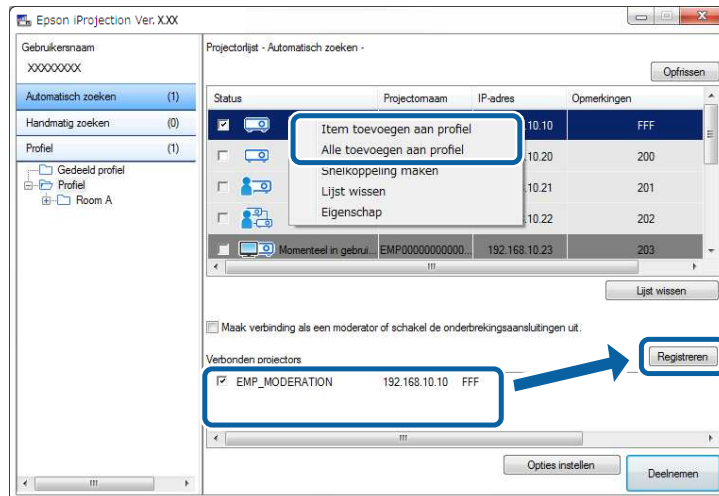 Epson iProjection Ver. X.XX
Gebruikersnaam
XXXXXXXX
Automatisch zoeken (1)
Handmatig zoeken (0)
Profiel (1)
Gedeeld profiel
Profiel
Room A
Projectorlijst - Automatisch zoeken -
Opfrissen
Status Projectornaam IP-adres Opmerkingen
.10.10 FFF
.10.20 200
.10.21 201
.10.22 202
Momenteel in gebrui... EMP00000000000... 192.168.10.23 203
Item toevoegen aan profiel
Alle toevoegen aan profiel
Snelkoppeling maken
Lijst wissen
Eigenschap
Lijst wissen
Maak verbinding als een moderator of schakel de onderbrekingsaansluitingen uit.
Verbonden projectors
Registreren
EMP_MODERATION 192.168.10.10 FFF
Opties instellen
Deelnemen